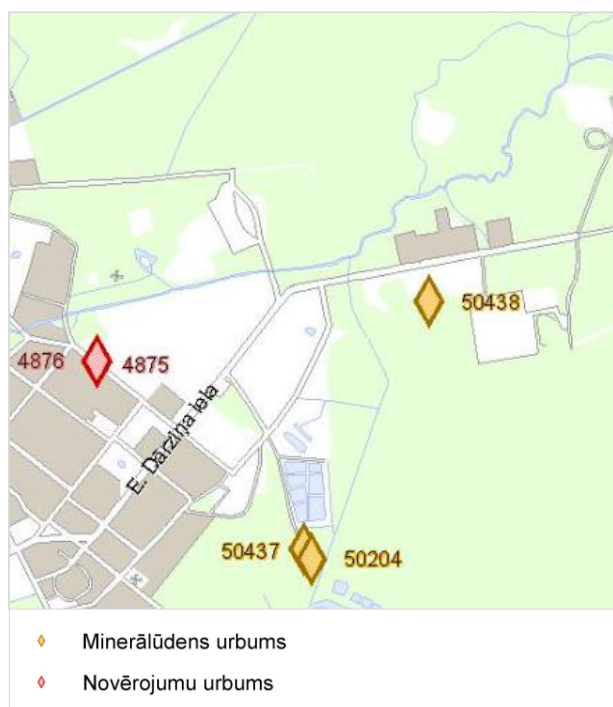 50438
4876 4875
E. Dārziņa iela
50437 50204
Minerālūdens urbums
Novērojumu urbums